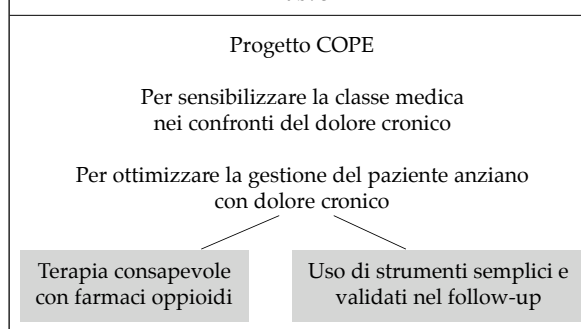 Progetto COPE
Per sensibilizzare la classe medica
nei confronti del dolore cronico
Per ottimizzare la gestione del paziente anziano
con dolore cronico
Terapia consapevole
con farmaci oppioidi
Uso di strumenti semplici e
validati nel follow-up